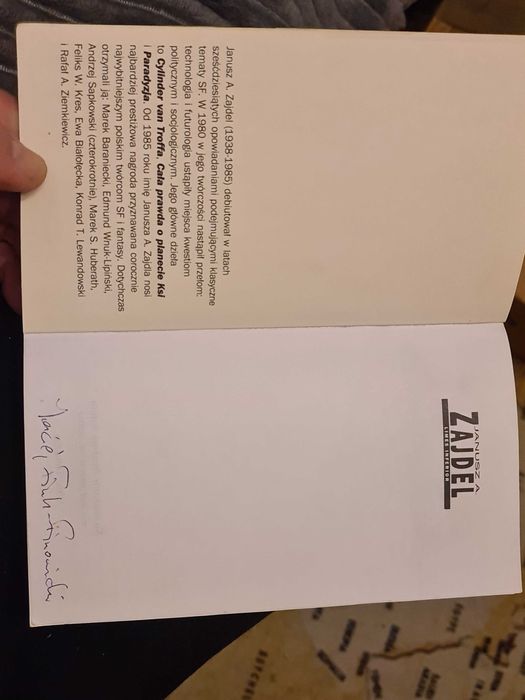 Janusz A. Zajdel (1938-1985) debiutował w latach
sześćdziesiątych opowiadaniami podejmującymi klasyczne
tematy SF. W 1980 w jego twórczości nastąpił przełom:
technologia i futurologia ustąpiły miejsca kwestiom
politycznym i socjologicznym. Jego główne dzieła
to Cylinder van Troffa, Cała prawda o planecie Ksi
i Paradyzja. Od 1985 roku imię Janusza A. Zajdla nosi
najbardziej prestiżowa nagroda przyznawana corocznie
najwybitniejszym polskim twórcom SF i fantasy. Dotychczas
otrzymali ją: Marek Baraniecki, Edmund Wnuk-Lipiński,
Andrzej Sapkowski (czterokrotnie), Marek S. Huberath,
Feliks W. Kres, Ewa Białołęcka, Konrad T. Lewandowski
i Rafał A. Ziemkiewicz.
JANUSZ A
ZAJDEL
LIMES INFERIOR
Maciej